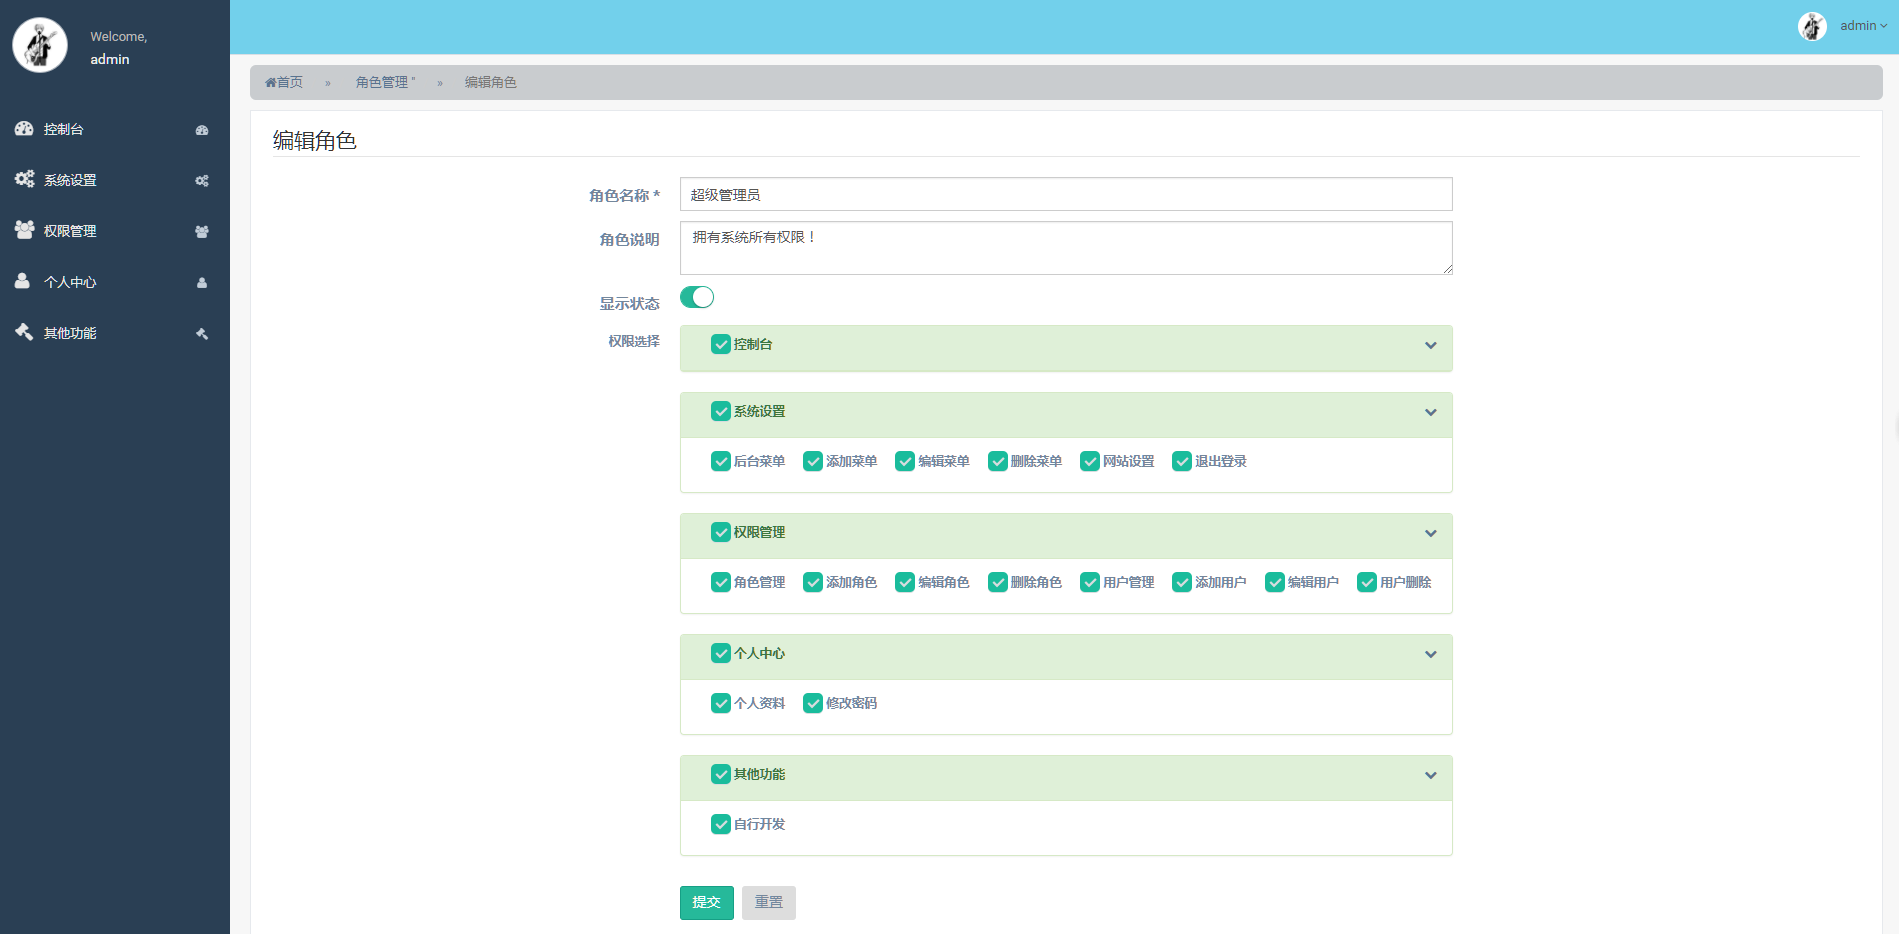 Welcome,
admin
控制台
系统设置
权限管理
个人中心
其他功能
admin
首页 » 角色管理 " » 编辑角色
编辑角色
角色名称 * 超级管理员
角色说明 拥有系统所有权限！
显示状态
权限选择 控制台
系统设置
后台菜单 添加菜单 编辑菜单 删除菜单 网站设置 退出登录
权限管理
角色管理 添加角色 编辑角色 删除角色 用户管理 添加用户 编辑用户 用户删除
个人中心
个人资料 修改密码
其他功能
自行开发
提交 重置